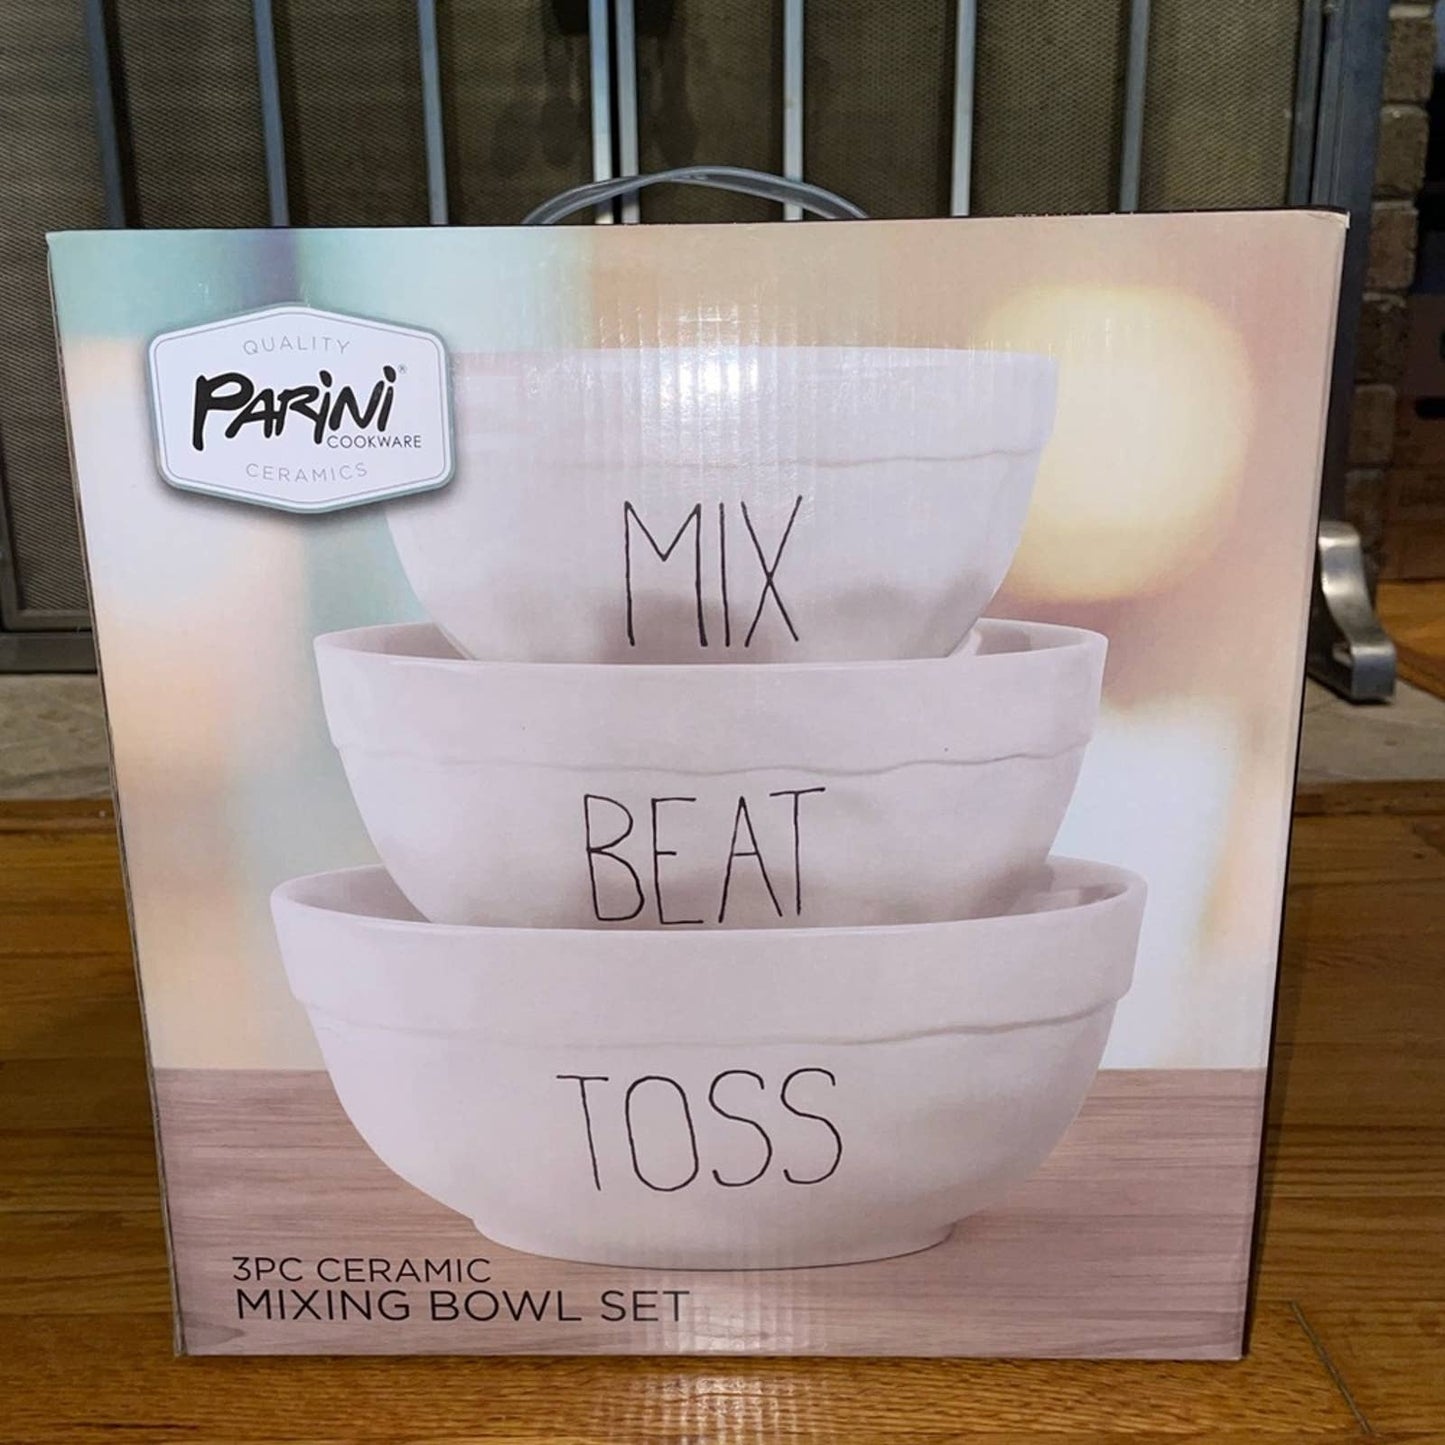 QUALITY
PARINI®
COOKWARE
CERAMICS
MIX
BEAT
TOSS
3PC CERAMIC
MIXING BOWL SET